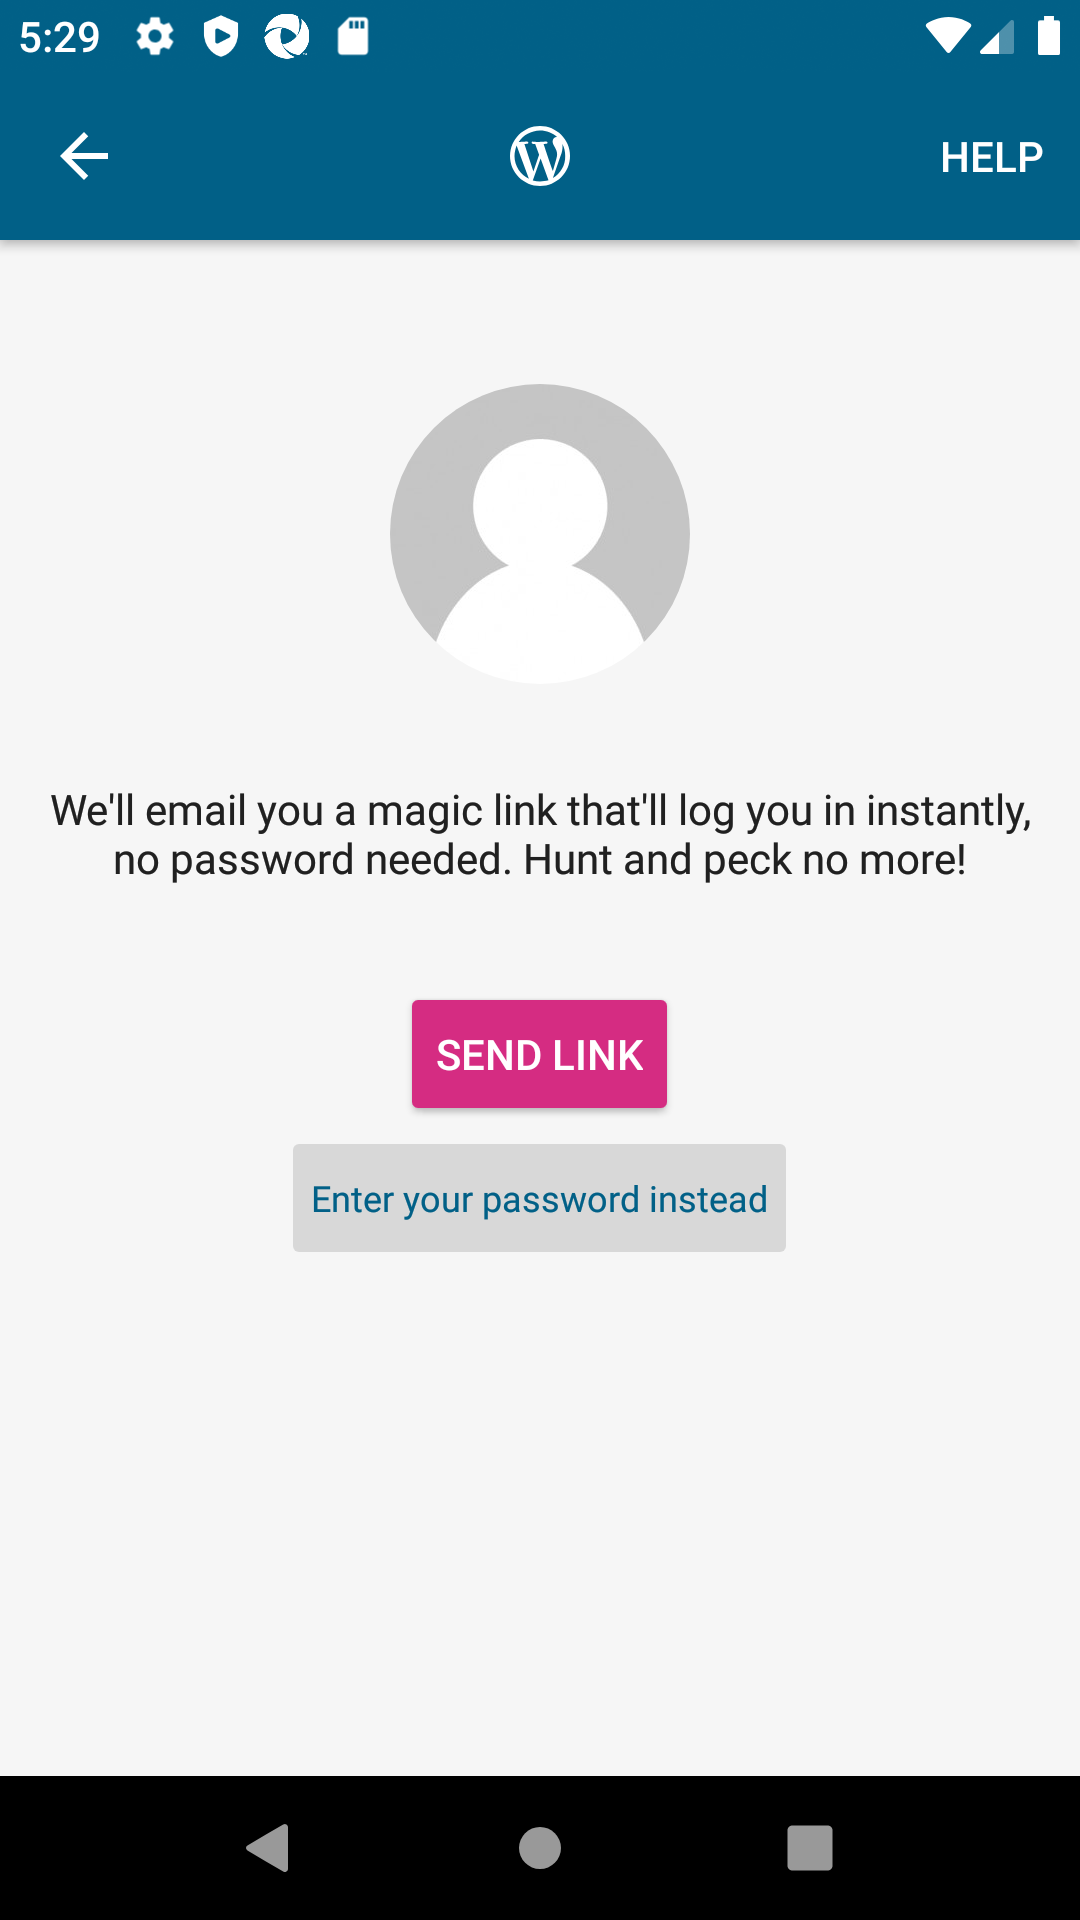 5:29
HELP
We'll email you a magic link that'll log you in instantly,
no password needed. Hunt and peck no more!
SEND LINK
Enter your password instead